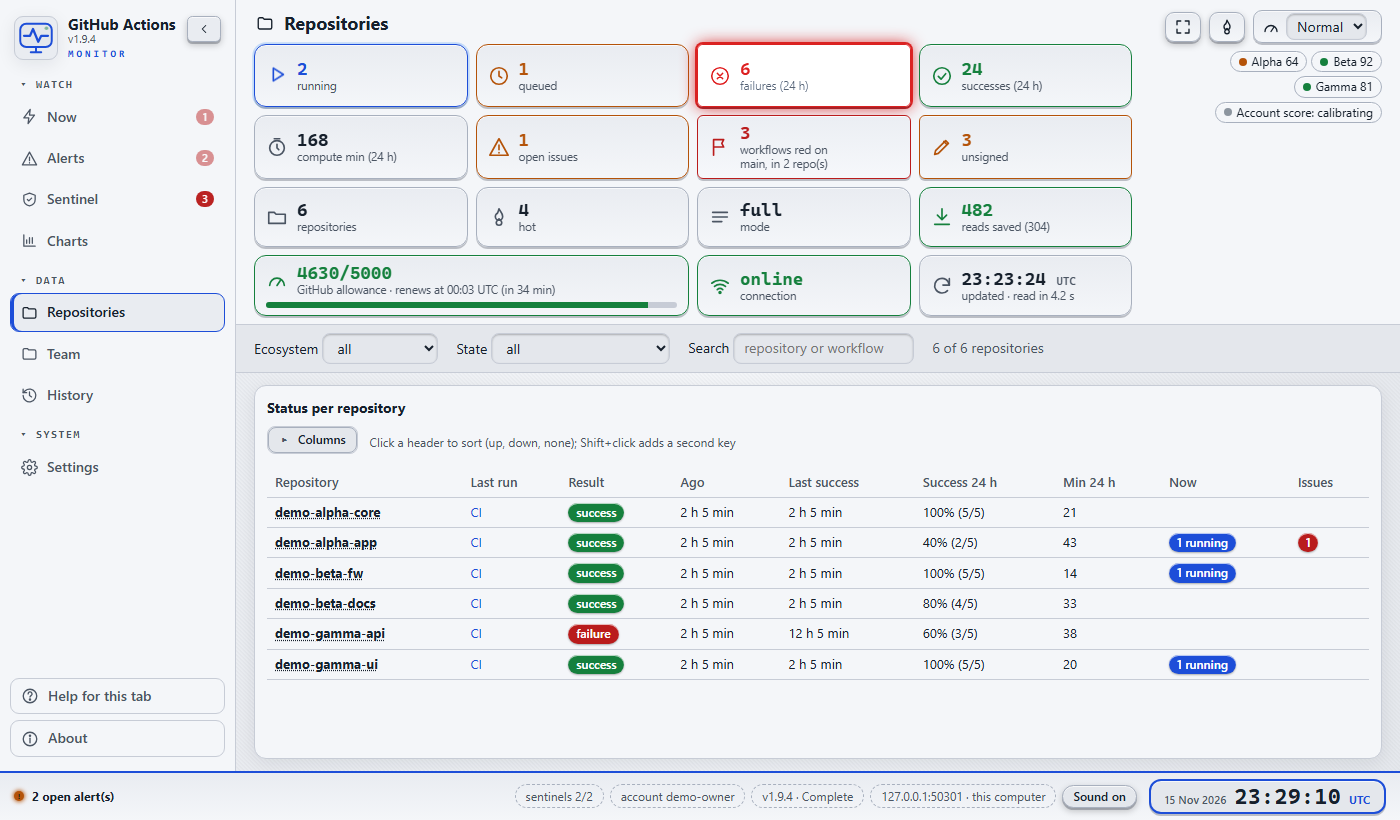 GitHub Actions
v1.9.4
MONITOR
WATCH
Now 1
Alerts 2
Sentinel 3
Charts
DATA
Repositories
Team
History
SYSTEM
Settings
Help for this tab
About
Repositories
Normal
Alpha 64 Beta 92
Gamma 81
Account score: calibrating
2
running
1
queued
6
failures (24 h)
24
successes (24 h)
168
compute min (24 h)
1
open issues
3
workflows red on
main, in 2 repo(s)
3
unsigned
6
repositories
4
hot
full
mode
482
reads saved (304)
4630/5000
GitHub allowance · renews at 00:03 UTC (in 34 min)
online
connection
23:23:24 UTC
updated · read in 4.2 s
Ecosystem all State all Search repository or workflow 6 of 6 repositories
Status per repository
Columns Click a header to sort (up, down, none); Shift+click adds a second key
Repository Last run Result Ago Last success Success 24 h Min 24 h Now Issues
demo-alpha-core CI success 2 h 5 min 2 h 5 min 100% (5/5) 21
demo-alpha-app CI success 2 h 5 min 2 h 5 min 40% (2/5) 43 1 running 1
demo-beta-fw CI success 2 h 5 min 2 h 5 min 100% (5/5) 14 1 running
demo-beta-docs CI success 2 h 5 min 2 h 5 min 80% (4/5) 33
demo-gamma-api CI failure 2 h 5 min 12 h 5 min 60% (3/5) 38
demo-gamma-ui CI success 2 h 5 min 2 h 5 min 100% (5/5) 20 1 running
2 open alert(s) sentinels 2/2 account demo-owner v1.9.4 · Complete 127.0.0.1:50301 · this computer Sound on 15 Nov 2026 23:29:10 UTC